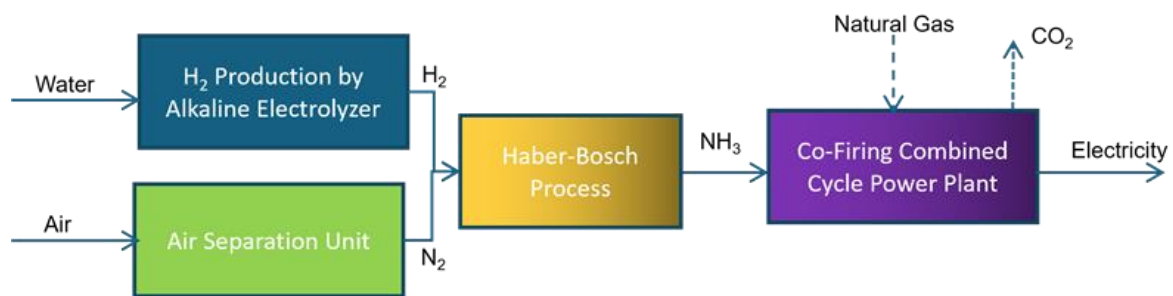 Natural Gas
CO₂
Water
H₂ Production by
Alkaline Electrolyzer
H₂
Haber-Bosch
Process
NH₃
Co-Firing Combined
Cycle Power Plant
Electricity
Air
Air Separation Unit
N₂